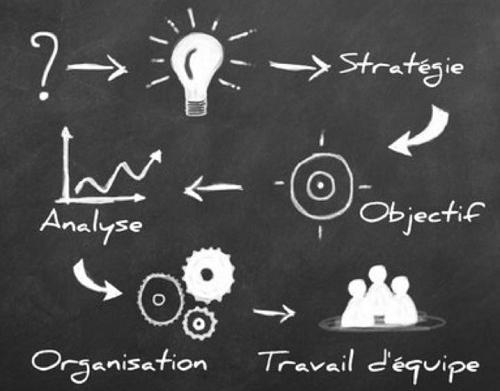 ?
Stratégie
Objectif
Analyse
Organisation
Travail d'équipe